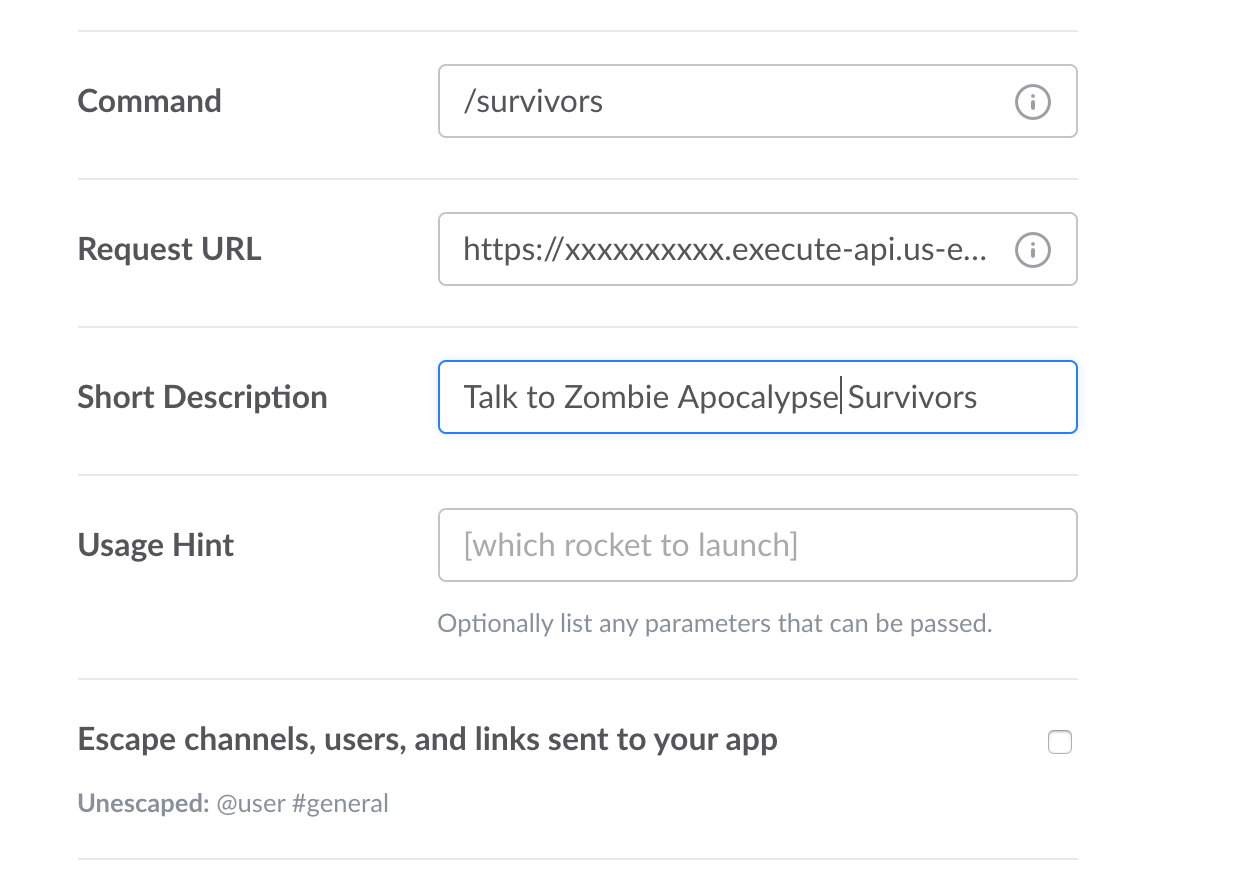 Command
/survivors
Request URL
https://xxxxxxxxxx.execute-api.us-e...
Short Description
Talk to Zombie Apocalypse Survivors
Usage Hint
[which rocket to launch]
Optionally list any parameters that can be passed.
Escape channels, users, and links sent to your app
Unescaped: @user #general